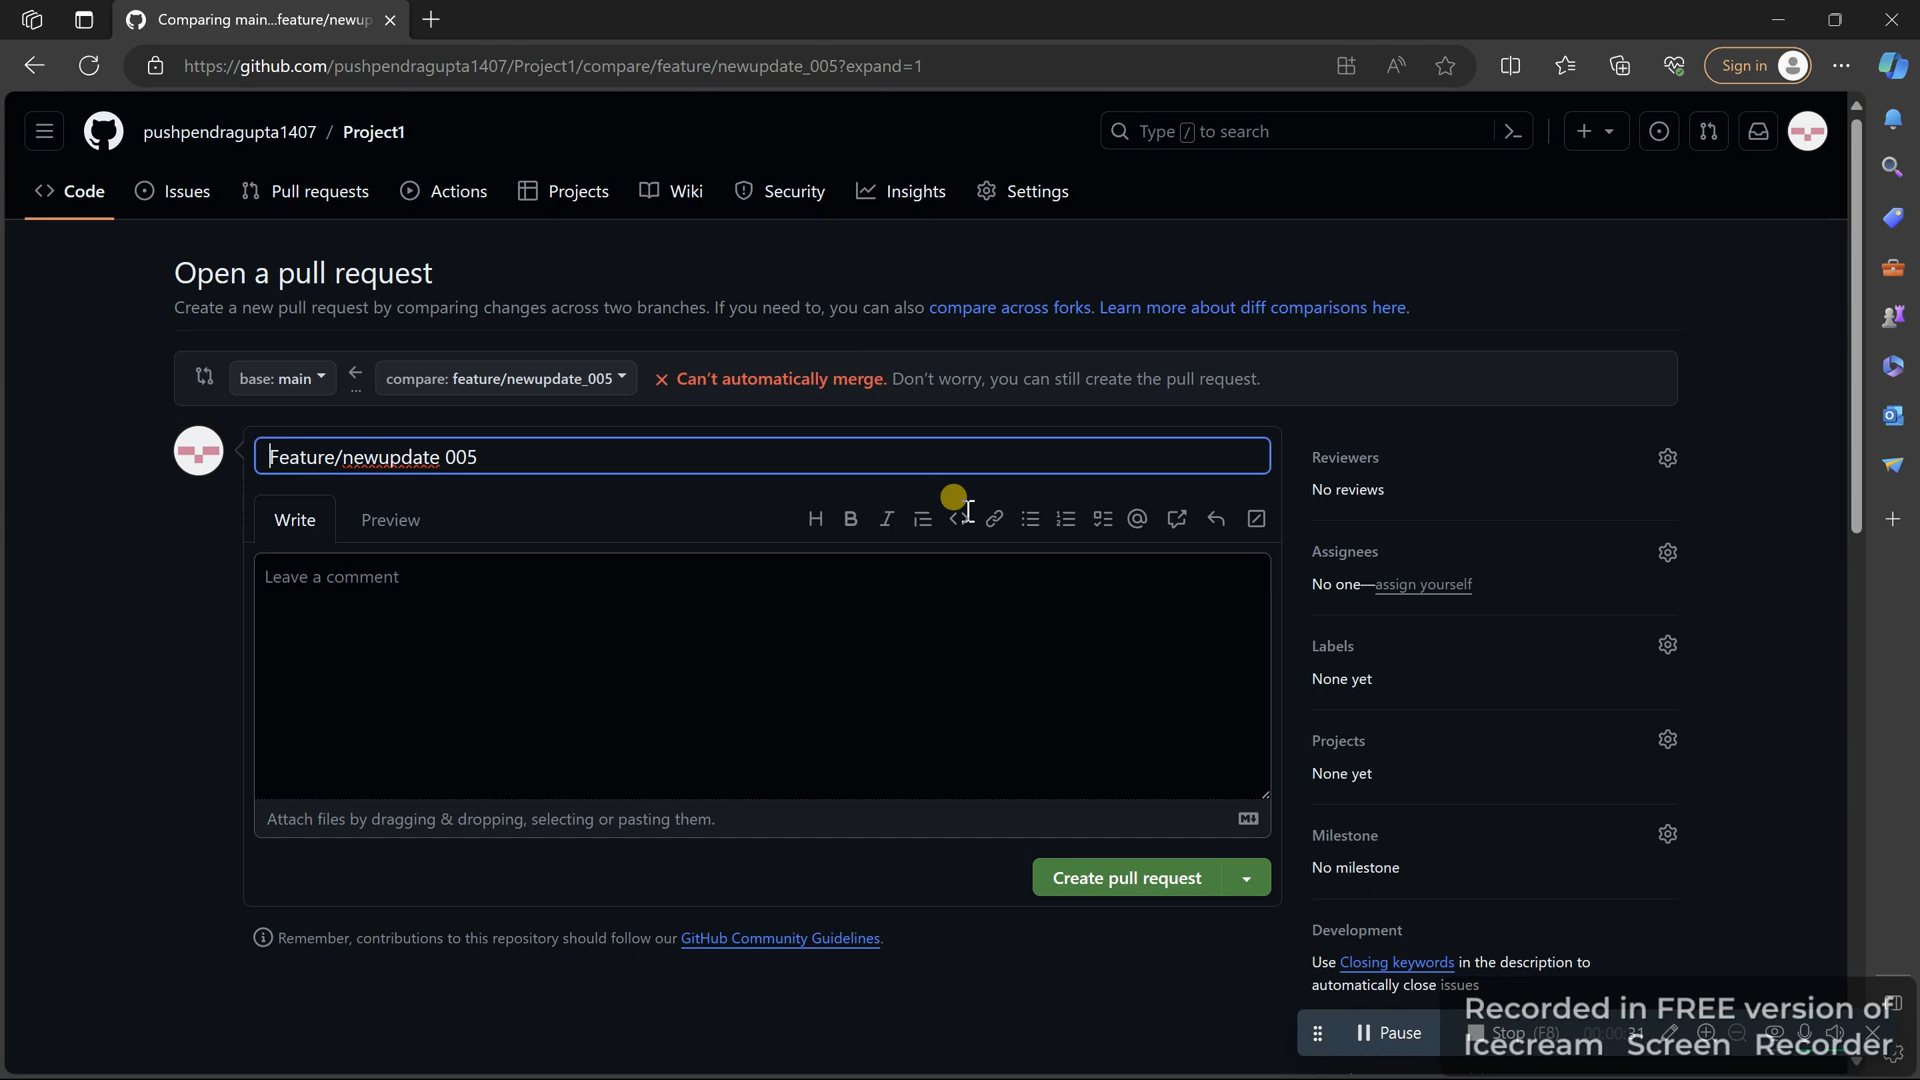 Comparing main...feature/newup
https://github.com/pushpendragupta1407/Project1/compare/feature/newupdate_005?expand=1
Sign in
pushpendragupta1407 / Project1
Type / to search
Code Issues Pull requests Actions Projects Wiki Security Insights Settings
Open a pull request
Create a new pull request by comparing changes across two branches. If you need to, you can also compare across forks. Learn more about diff comparisons here.
base: main compare: feature/newupdate_005 Can't automatically merge. Don't worry, you can still create the pull request.
Feature/newupdate 005
Write Preview
Leave a comment
Attach files by dragging & dropping, selecting or pasting them.
Create pull request
Remember, contributions to this repository should follow our GitHub Community Guidelines.
Reviewers
No reviews
Assignees
No one—assign yourself
Labels
None yet
Projects
None yet
Milestone
No milestone
Development
Use Closing keywords in the description to
automatically close issues
Pause Stop (F8) 00:00:31
Recorded in FREE version of
Icecream Screen Recorder